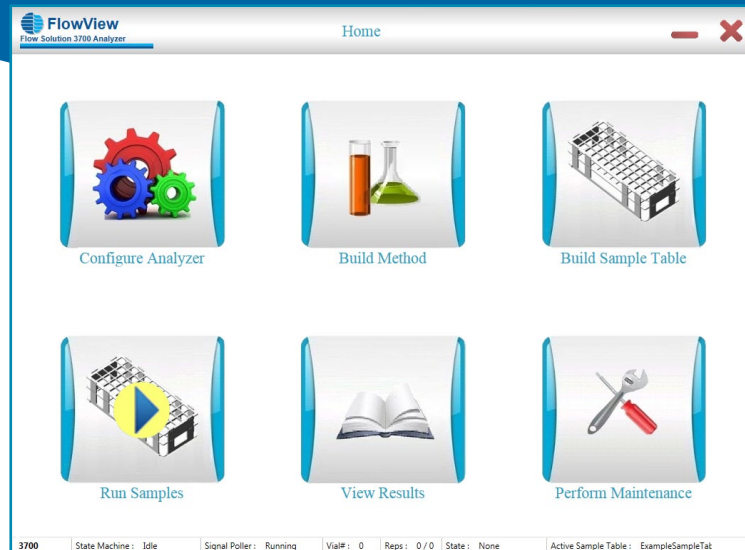 FlowView
Flow Solution 3700 Analyzer
Home
Configure Analyzer
Build Method
Build Sample Table
Run Samples
View Results
Perform Maintenance
3700 State Machine : Idle Signal Poller : Running Vial# : 0 Reps : 0 / 0 State : None Active Sample Table : ExampleSampleTab